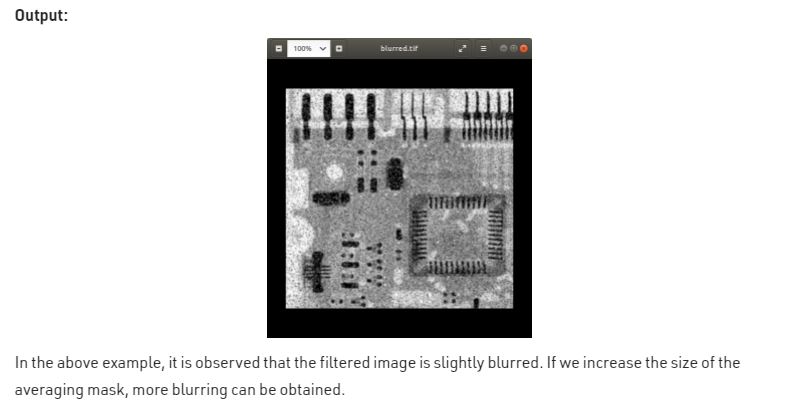 Output:
100%
blurred.tif
In the above example, it is observed that the filtered image is slightly blurred. If we increase the size of the
averaging mask, more blurring can be obtained.